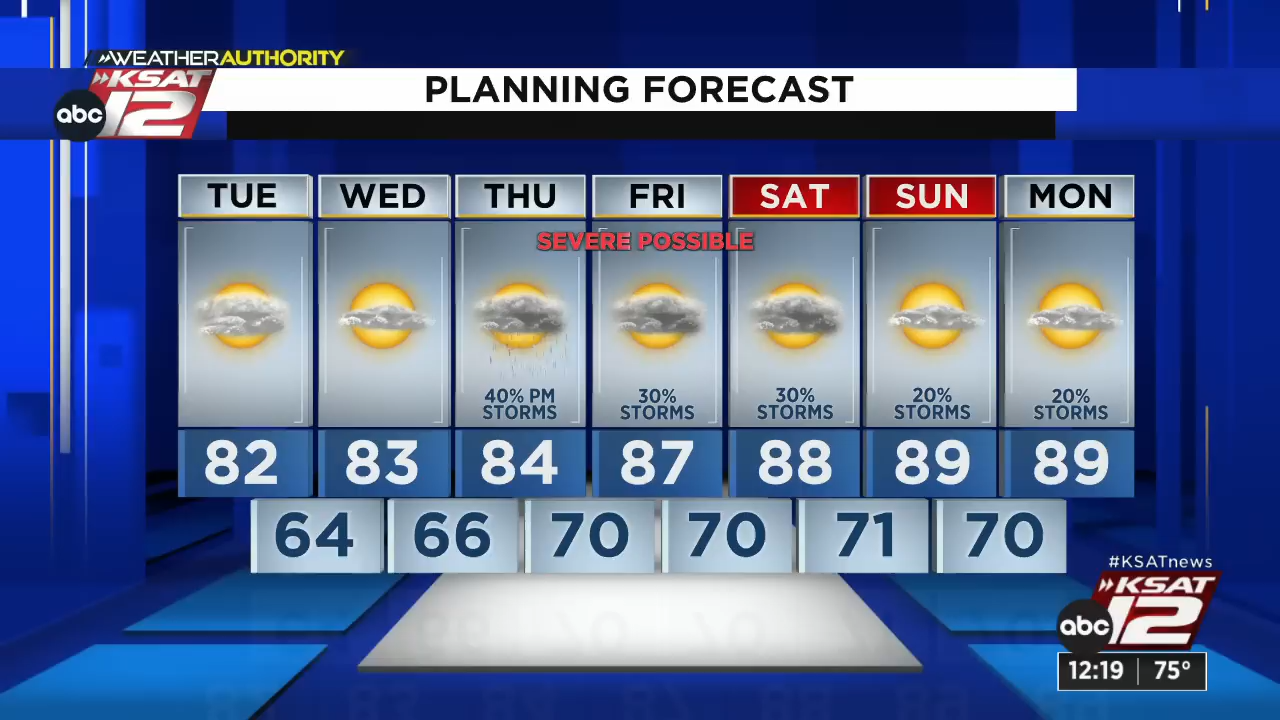 WEATHERAUTHORITY
KSAT
abc 12
PLANNING FORECAST
TUE WED THU FRI SAT SUN MON
SEVERE POSSIBLE
40% PM 30% 30% 20% 20%
STORMS STORMS STORMS STORMS STORMS
82 83 84 87 88 89 89
64 66 70 70 71 70
#KSATnews
KSAT
abc 12
12:19 75°